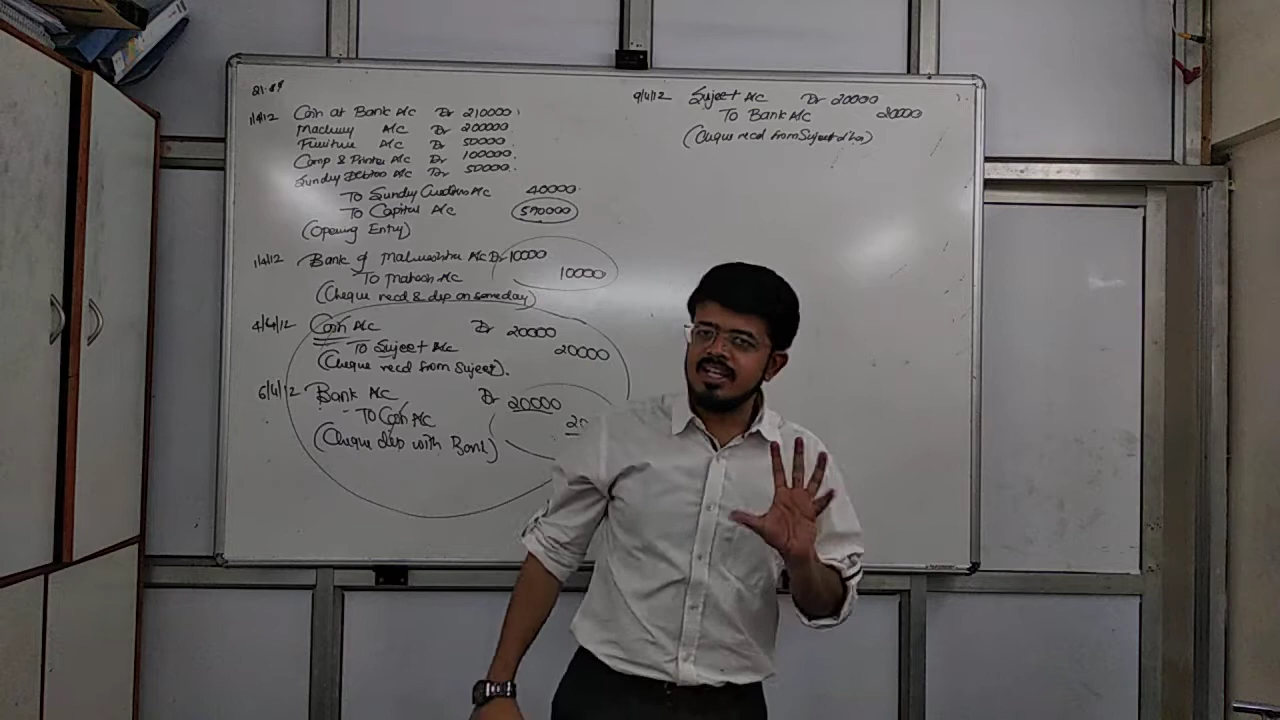 1/4/12 Cash at Bank A/c Dr 210000
Machinery A/C Dr 200000
Furniture A/C Dr 50000
Comp & Printer A/C Dr 100000
Sundry Debtors A/C Dr 50000
To Sundry Creditors A/c 40000
To Capital A/c 570000
(Opening Entry)
1/4/12 Bank of Maharashtra A/c Dr 10000
To Mahesh A/c 10000
(Cheque recd & dep on same day)
4/4/12 Cash A/c Dr 20000
To Sujeet A/c 20000
(Cheque recd from Sujeet).
6/4/12 Bank A/c Dr 20000
To Cash A/c
(Cheque dep with Bank)
9/4/12 Sujeet A/c Dr 20000
To Bank A/c 20000
(Cheque recd from Sujeet)